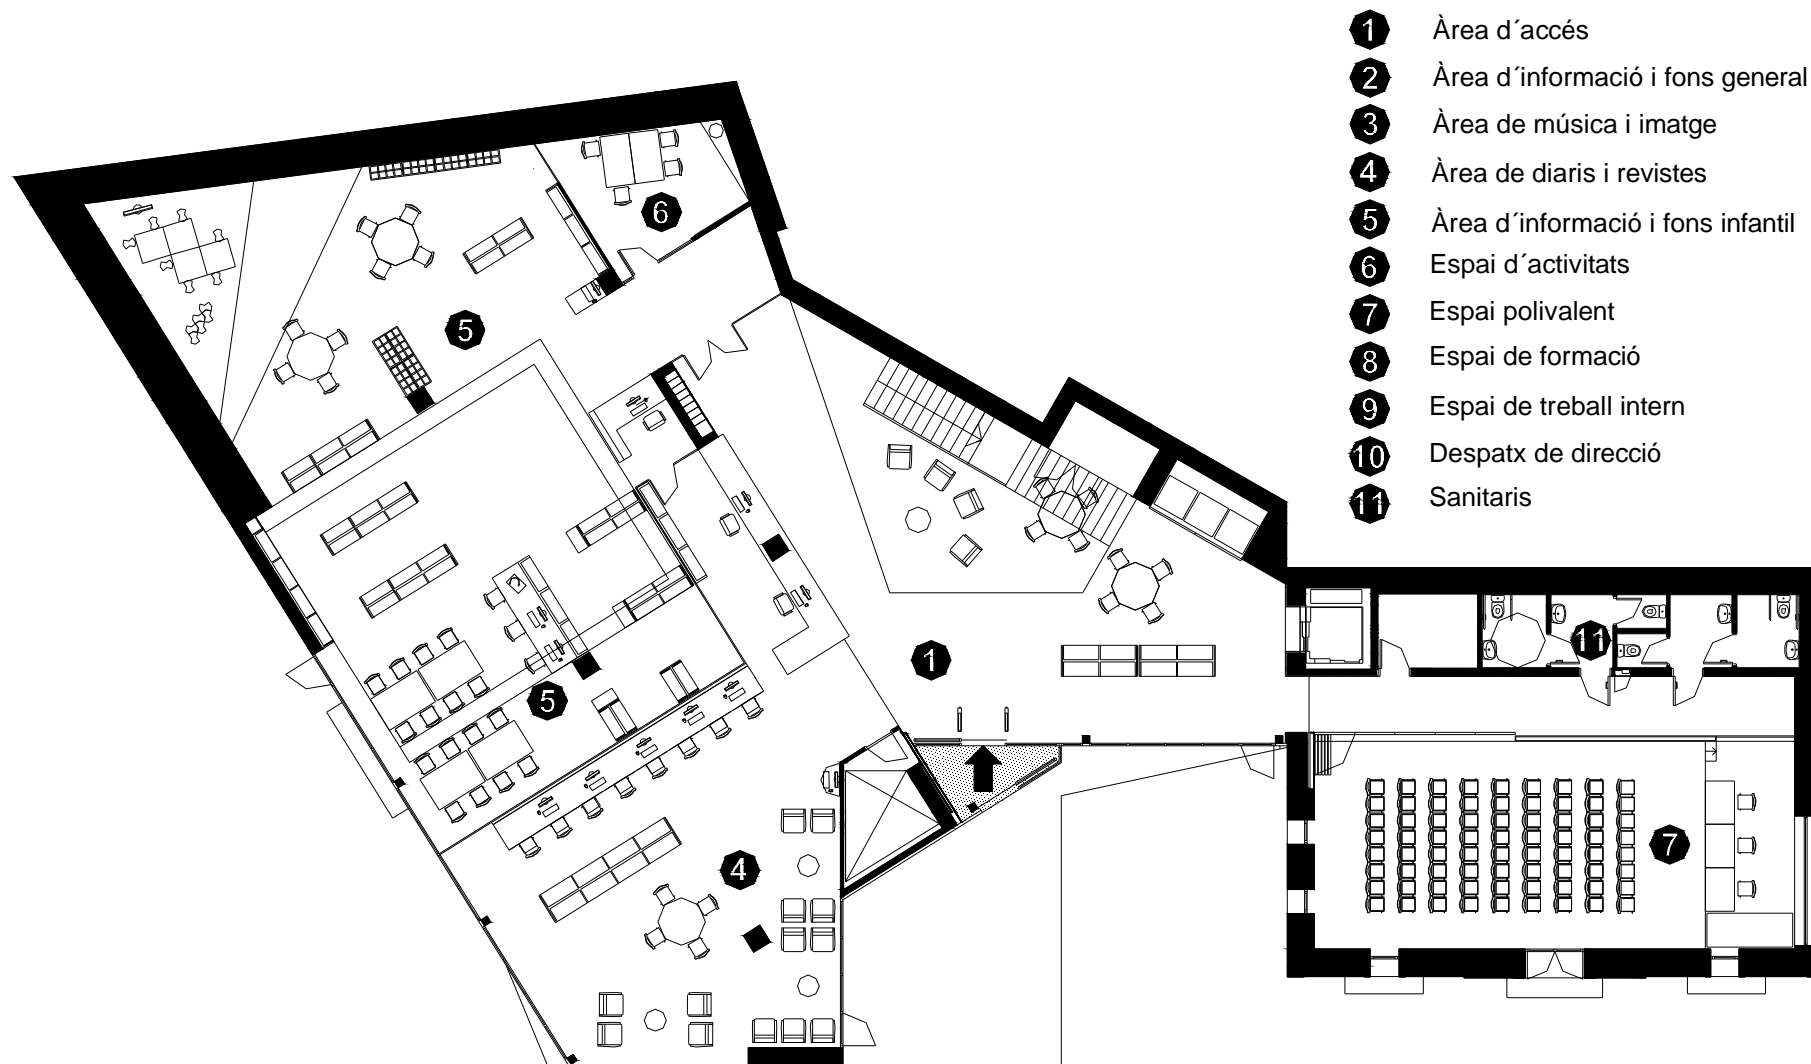 1 Àrea d´accés
2 Àrea d´informació i fons general
3 Àrea de música i imatge
4 Àrea de diaris i revistes
5 Àrea d´informació i fons infantil
6 Espai d´activitats
7 Espai polivalent
8 Espai de formació
9 Espai de treball intern
10 Despatx de direcció
11 Sanitaris
6
5
11
1
5
7
4